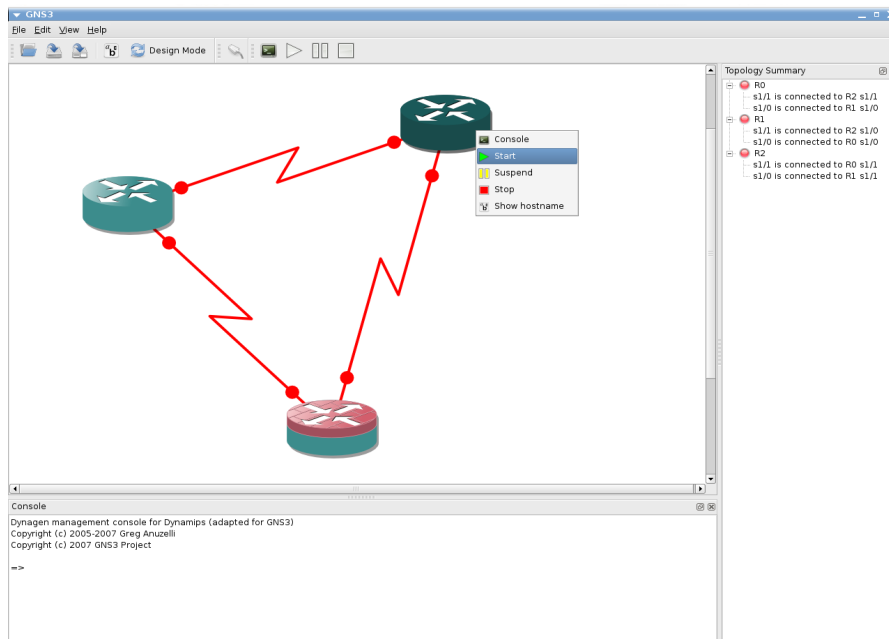 GNS3
File Edit View Help
Design Mode
Console
Start
Suspend
Stop
Show hostname
Topology Summary
R0
s1/1 is connected to R2 s1/1
s1/0 is connected to R1 s1/0
R1
s1/1 is connected to R2 s1/0
s1/0 is connected to R0 s1/0
R2
s1/1 is connected to R0 s1/1
s1/0 is connected to R1 s1/1
Console
Dynagen management console for Dynamips (adapted for GNS3)
Copyright (c) 2005-2007 Greg Anuzelli
Copyright (c) 2007 GNS3 Project
=>